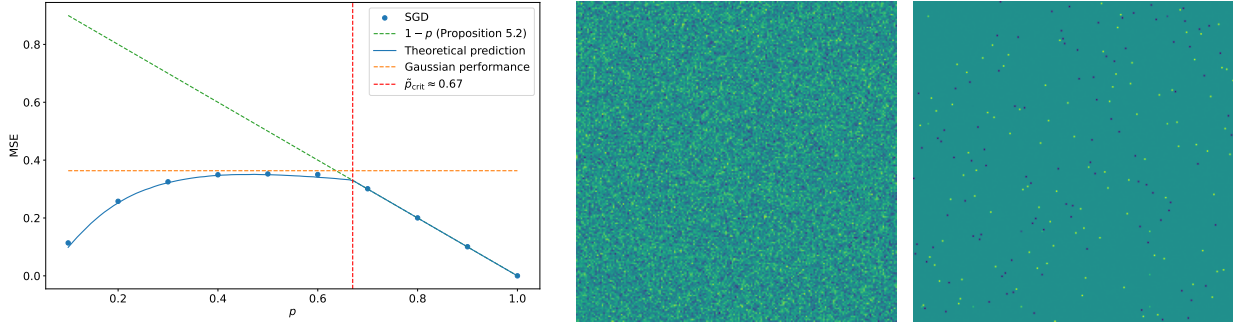 SGD
1 − p (Proposition 5.2)
Theoretical prediction
Gaussian performance
p̃crit ≈ 0.67
MSE
0.8
0.6
0.4
0.2
0.0
0.2
0.4
0.6
0.8
1.0
p